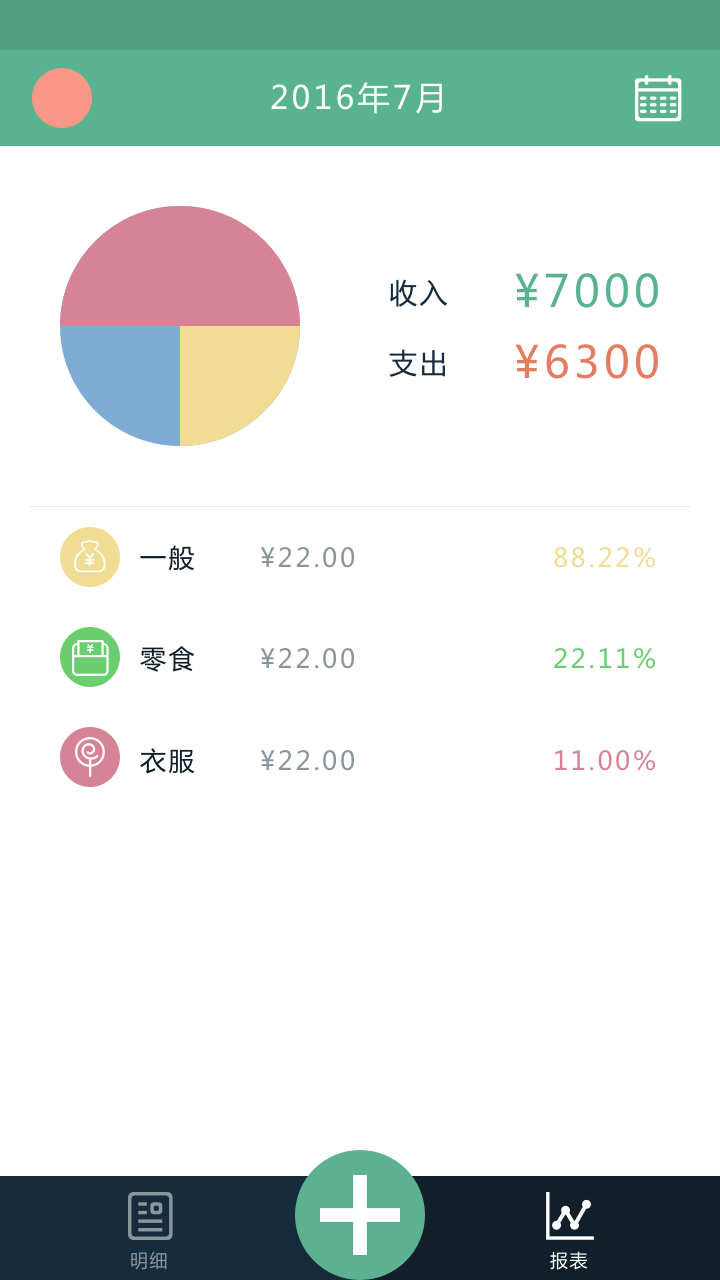 2016年7月
收入 ¥7000
支出 ¥6300
一般 ¥22.00 88.22%
零食 ¥22.00 22.11%
衣服 ¥22.00 11.00%
明细 报表